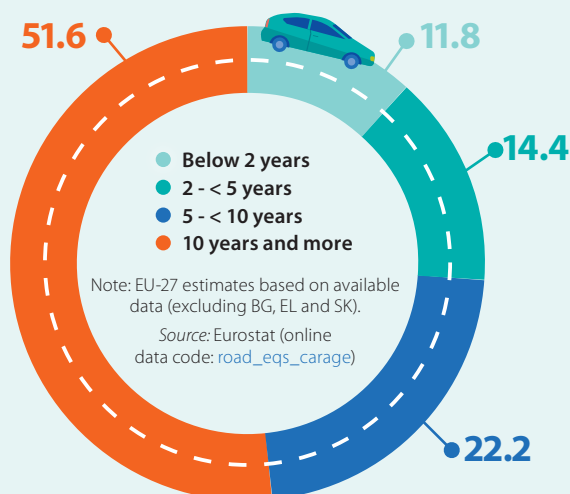 51.6
11.8
14.4
Below 2 years
2 - < 5 years
5 - < 10 years
10 years and more
Note: EU-27 estimates based on available
data (excluding BG, EL and SK).
Source: Eurostat (online
data code: road_eqs_carage)
22.2